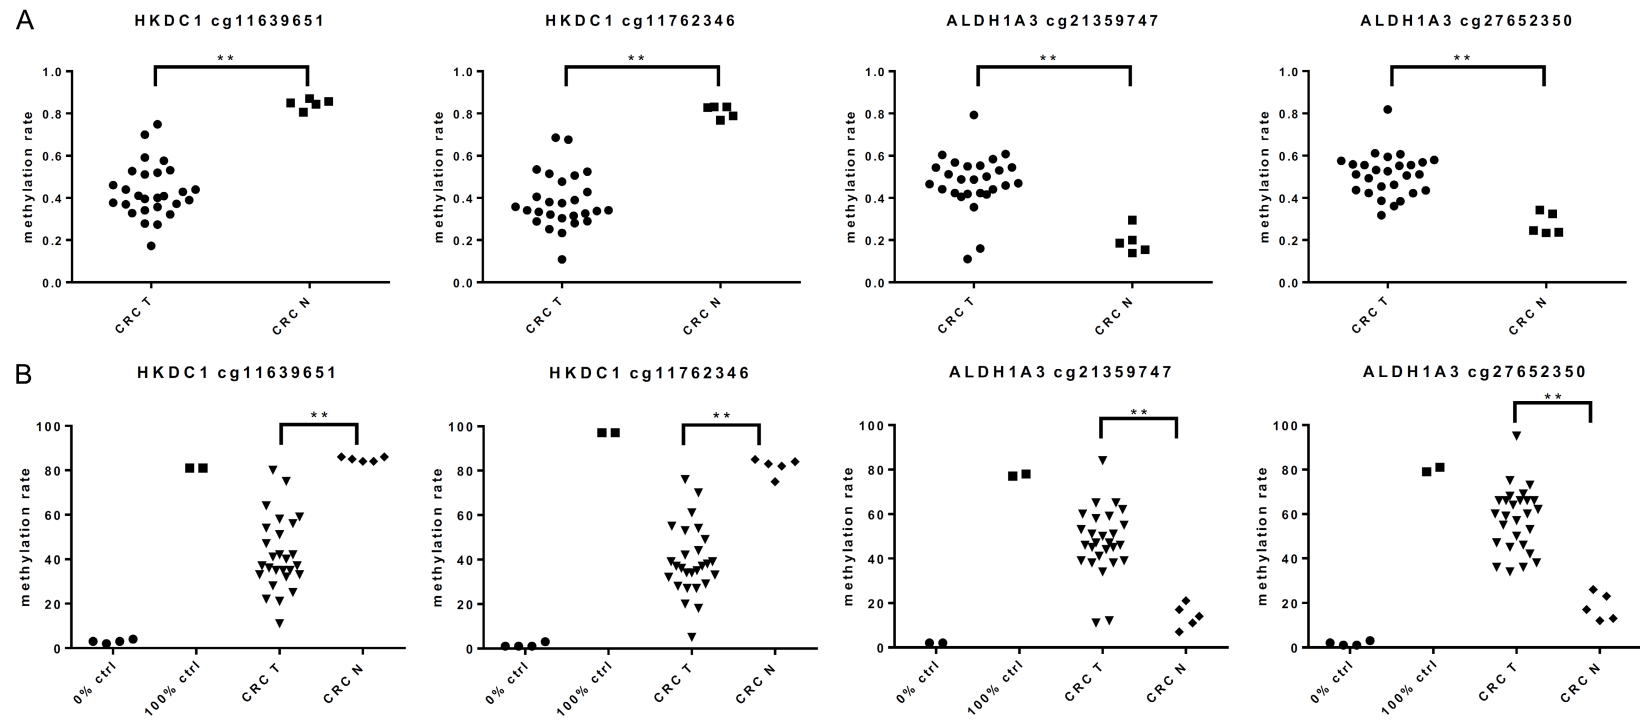 A
HKDC1 cg11639651
**
methylation rate
1.0
0.8
0.6
0.4
0.2
0.0
CRC T
CRC N
HKDC1 cg11762346
**
methylation rate
1.0
0.8
0.6
0.4
0.2
0.0
CRC T
CRC N
ALDH1A3 cg21359747
**
methylation rate
1.0
0.8
0.6
0.4
0.2
0.0
CRC T
CRC N
ALDH1A3 cg27652350
**
methylation rate
1.0
0.8
0.6
0.4
0.2
0.0
CRC T
CRC N
B
HKDC1 cg11639651
**
methylation rate
100
80
60
40
20
0
0% ctrl
100% ctrl
CRC T
CRC N
HKDC1 cg11762346
**
methylation rate
100
80
60
40
20
0
0% ctrl
100% ctrl
CRC T
CRC N
ALDH1A3 cg21359747
**
methylation rate
100
80
60
40
20
0
0% ctrl
100% ctrl
CRC T
CRC N
ALDH1A3 cg27652350
**
methylation rate
100
80
60
40
20
0
0% ctrl
100% ctrl
CRC T
CRC N